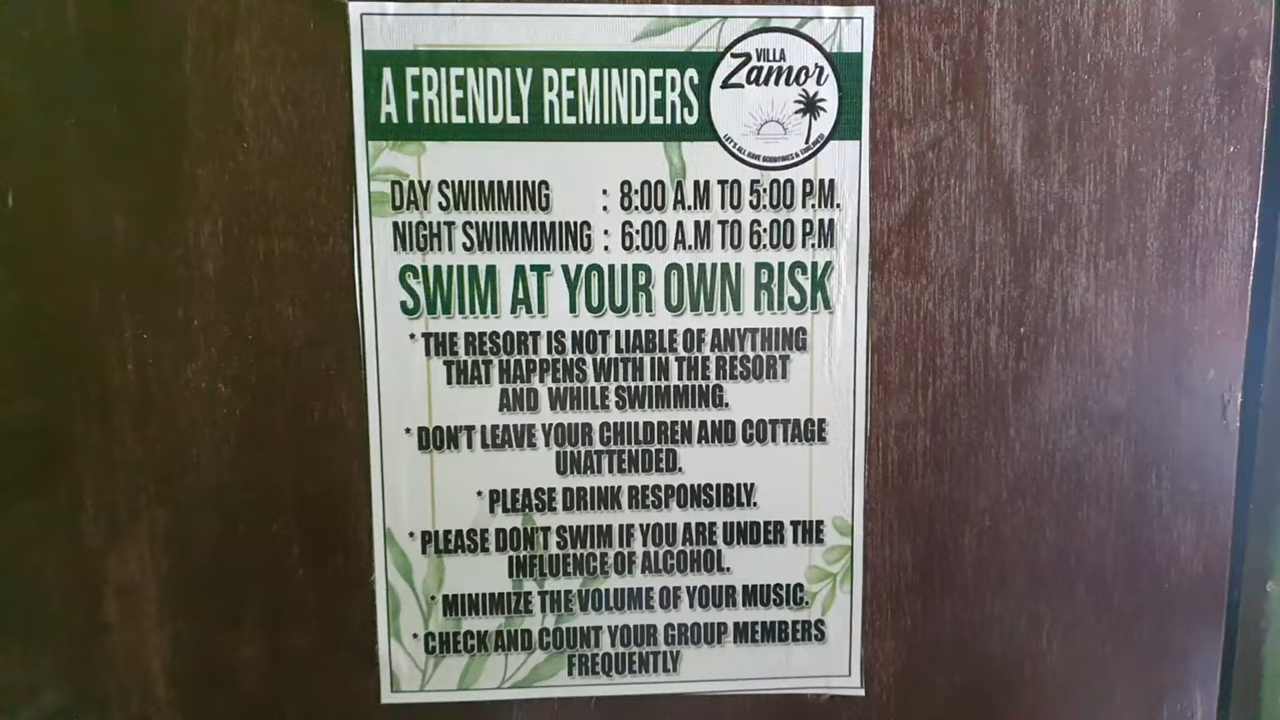 A FRIENDLY REMINDERS
VILLA
Zamor
LET'S ALL HAVE GOODTIMES & TANLINES!
DAY SWIMMING : 8:00 A.M TO 5:00 P.M.
NIGHT SWIMMMING : 6:00 A.M TO 6:00 P.M
SWIM AT YOUR OWN RISK
* THE RESORT IS NOT LIABLE OF ANYTHING
THAT HAPPENS WITH IN THE RESORT
AND WHILE SWIMMING.
* DON'T LEAVE YOUR CHILDREN AND COTTAGE
UNATTENDED.
* PLEASE DRINK RESPONSIBLY.
* PLEASE DON'T SWIM IF YOU ARE UNDER THE
INFLUENCE OF ALCOHOL.
* MINIMIZE THE VOLUME OF YOUR MUSIC.
* CHECK AND COUNT YOUR GROUP MEMBERS
FREQUENTLY